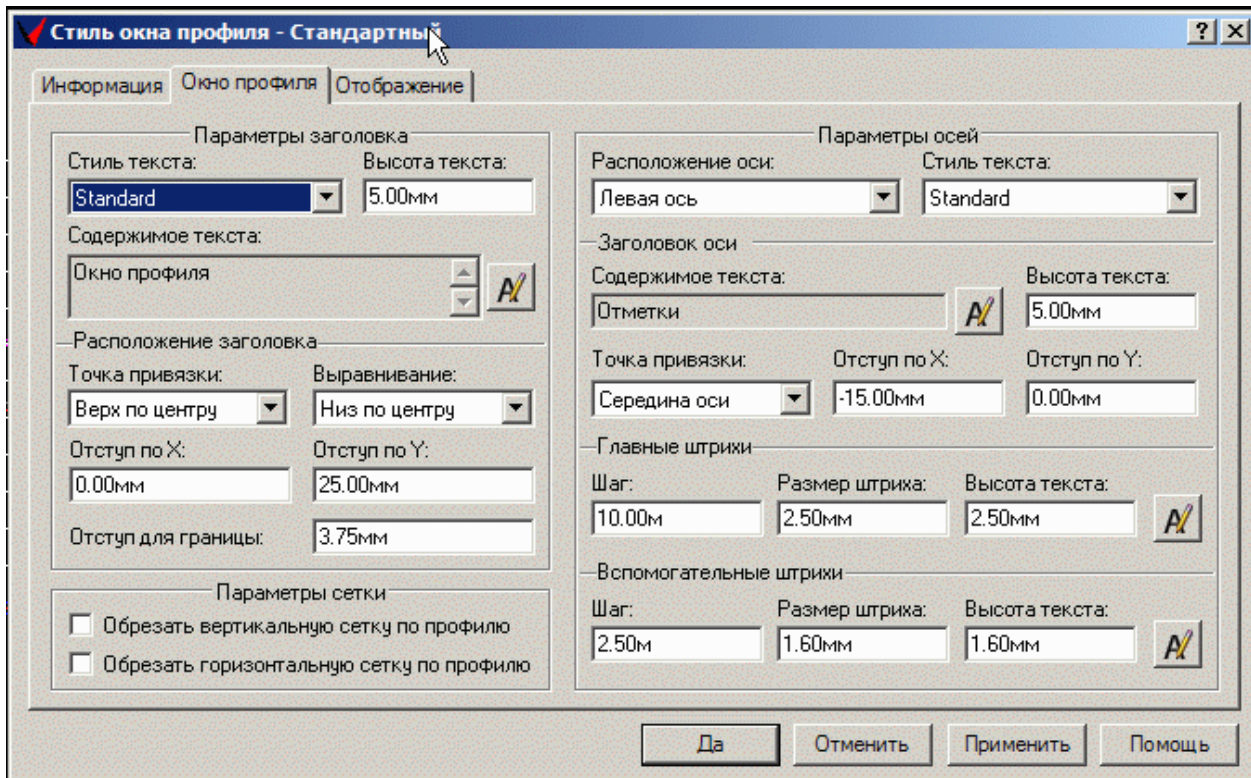 Стиль окна профиля - Стандартный
Информация Окно профиля Отображение
Параметры заголовка
Стиль текста: Высота текста:
Standard 5.00мм
Содержимое текста:
Окно профиля
Расположение заголовка
Точка привязки: Выравнивание:
Верх по центру Низ по центру
Отступ по X: Отступ по Y:
0.00мм 25.00мм
Отступ для границы: 3.75мм
Параметры сетки
Обрезать вертикальную сетку по профилю
Обрезать горизонтальную сетку по профилю
Параметры осей
Расположение оси: Стиль текста:
Левая ось Standard
Заголовок оси
Содержимое текста: Высота текста:
Отметки 5.00мм
Точка привязки: Отступ по X: Отступ по Y:
Середина оси -15.00мм 0.00мм
Главные штрихи
Шаг: Размер штриха: Высота текста:
10.00м 2.50мм 2.50мм
Вспомогательные штрихи
Шаг: Размер штриха: Высота текста:
2.50м 1.60мм 1.60мм
Да Отменить Применить Помощь